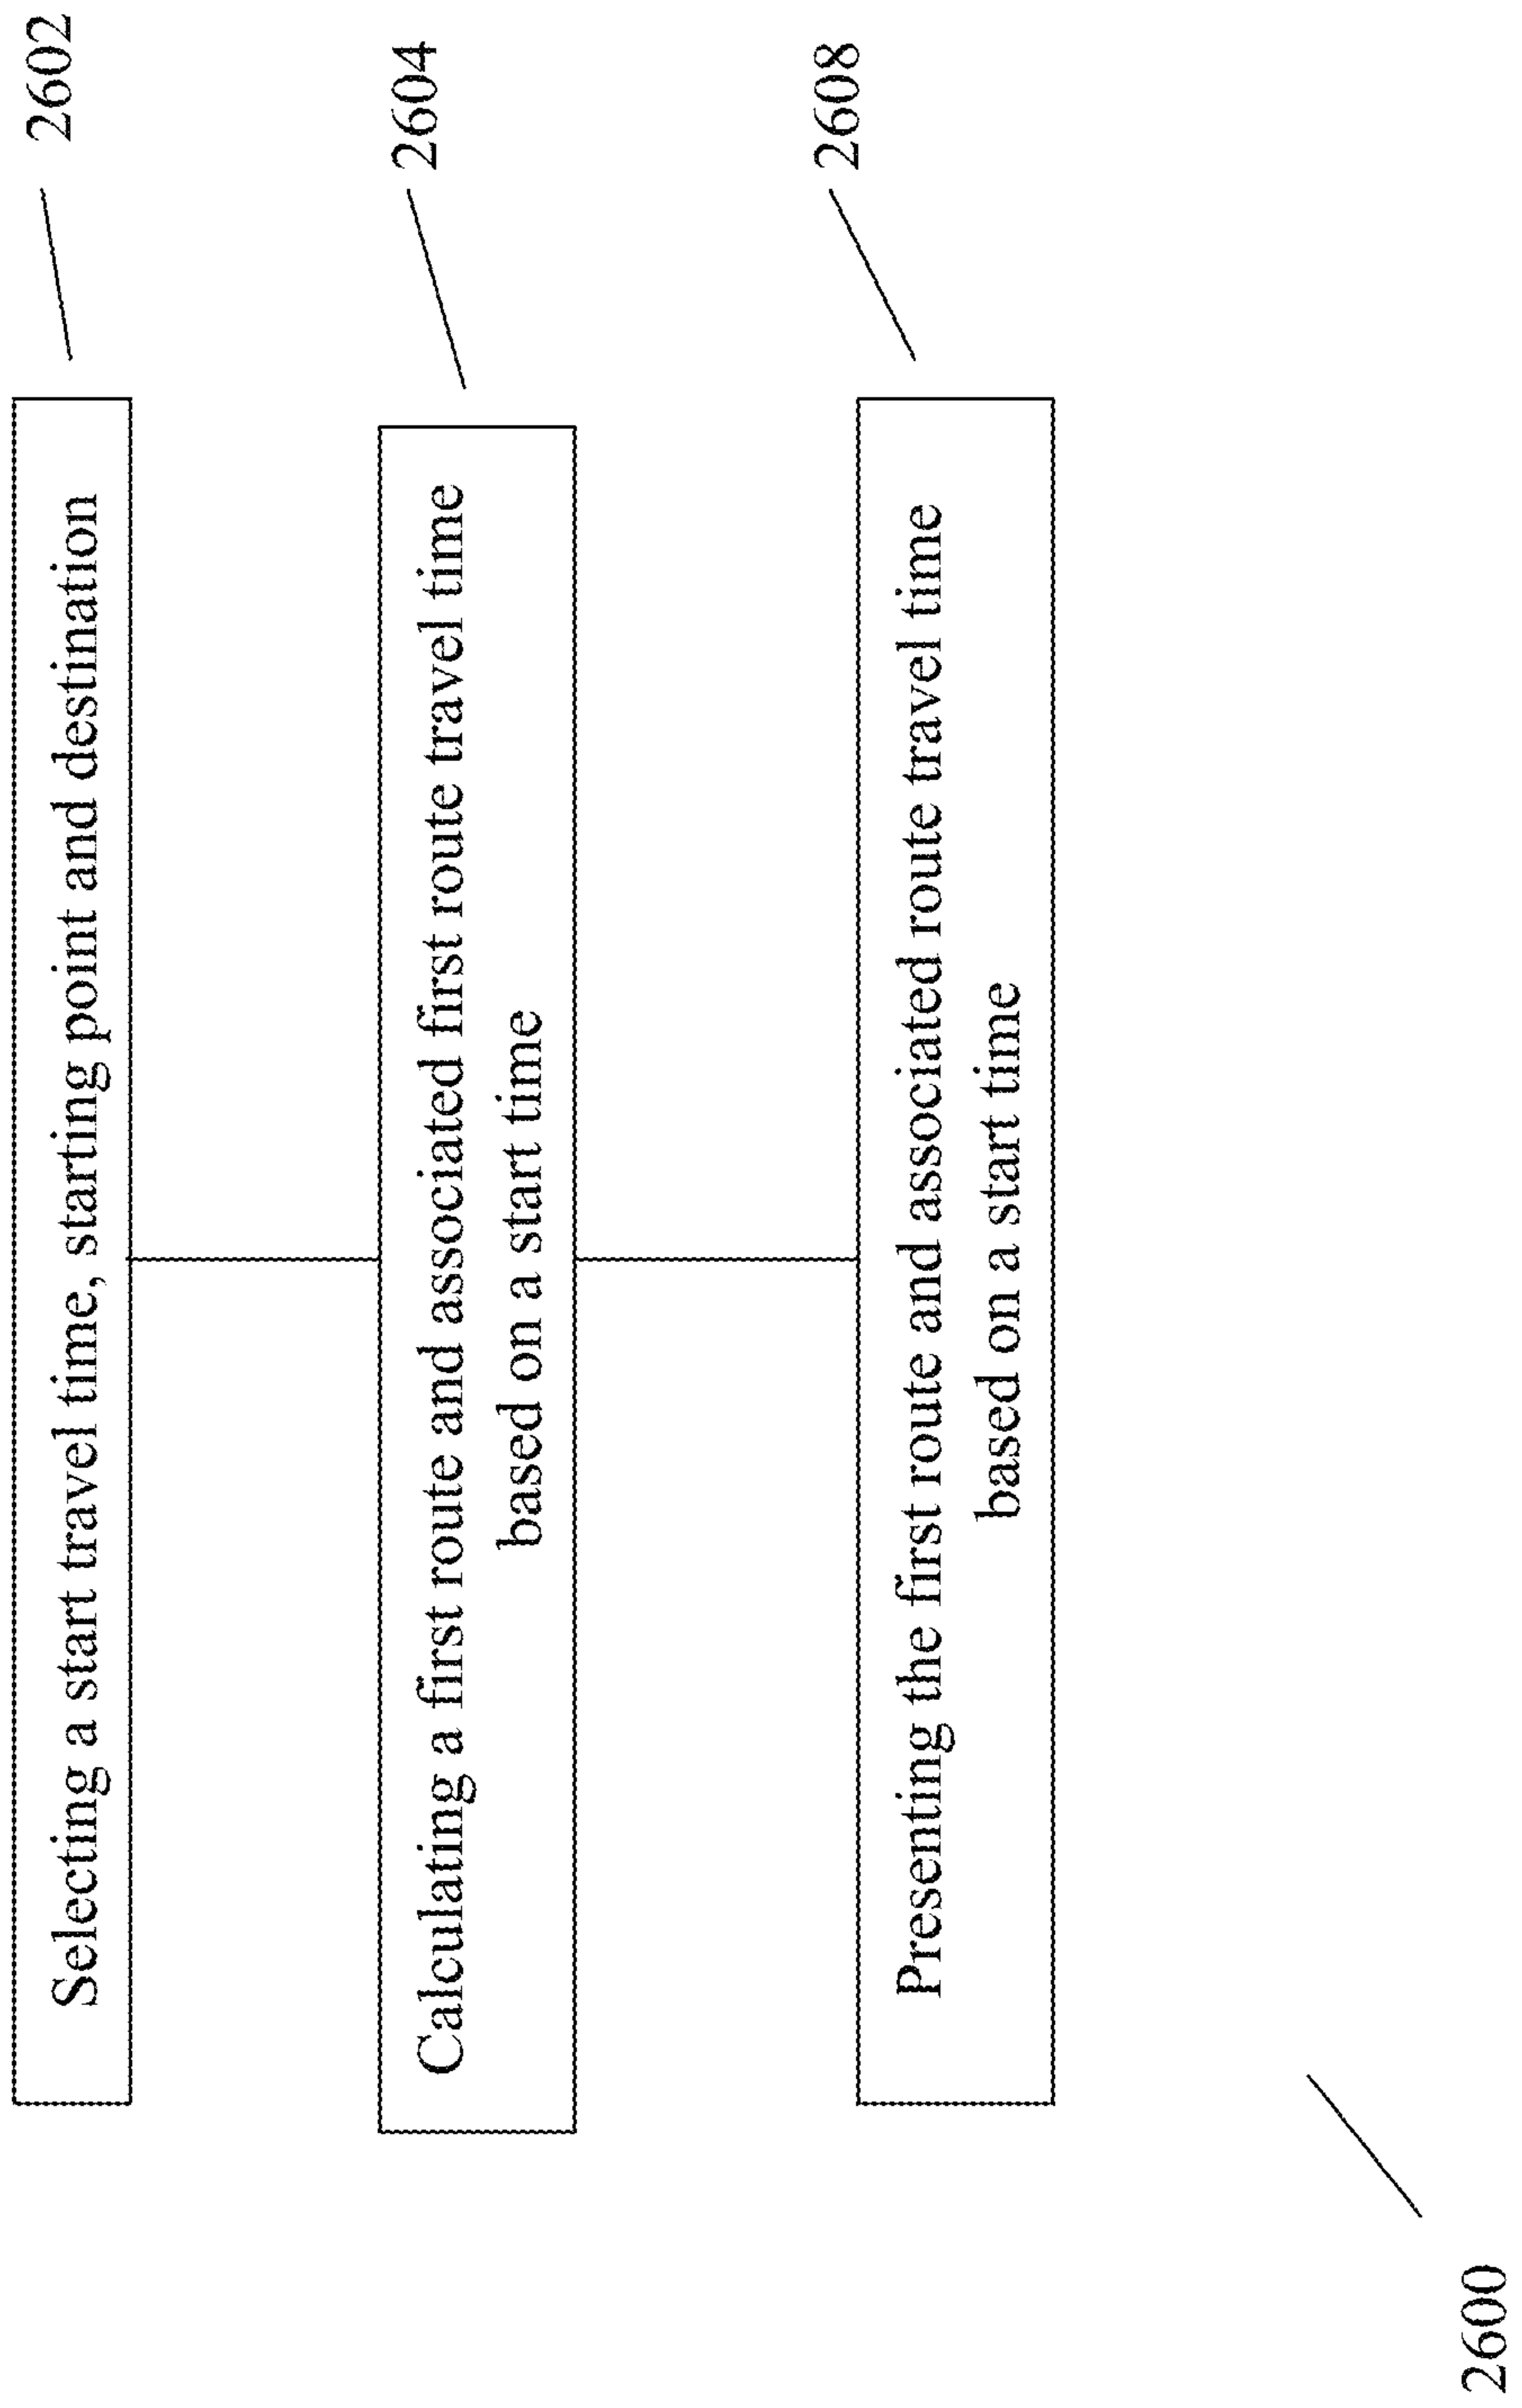 Selecting a start travel time, starting point and destination
2602
Calculating a first route and associated first route travel time
based on a start time
2604
Presenting the first route and associated route travel time
based on a start time
2608
2600